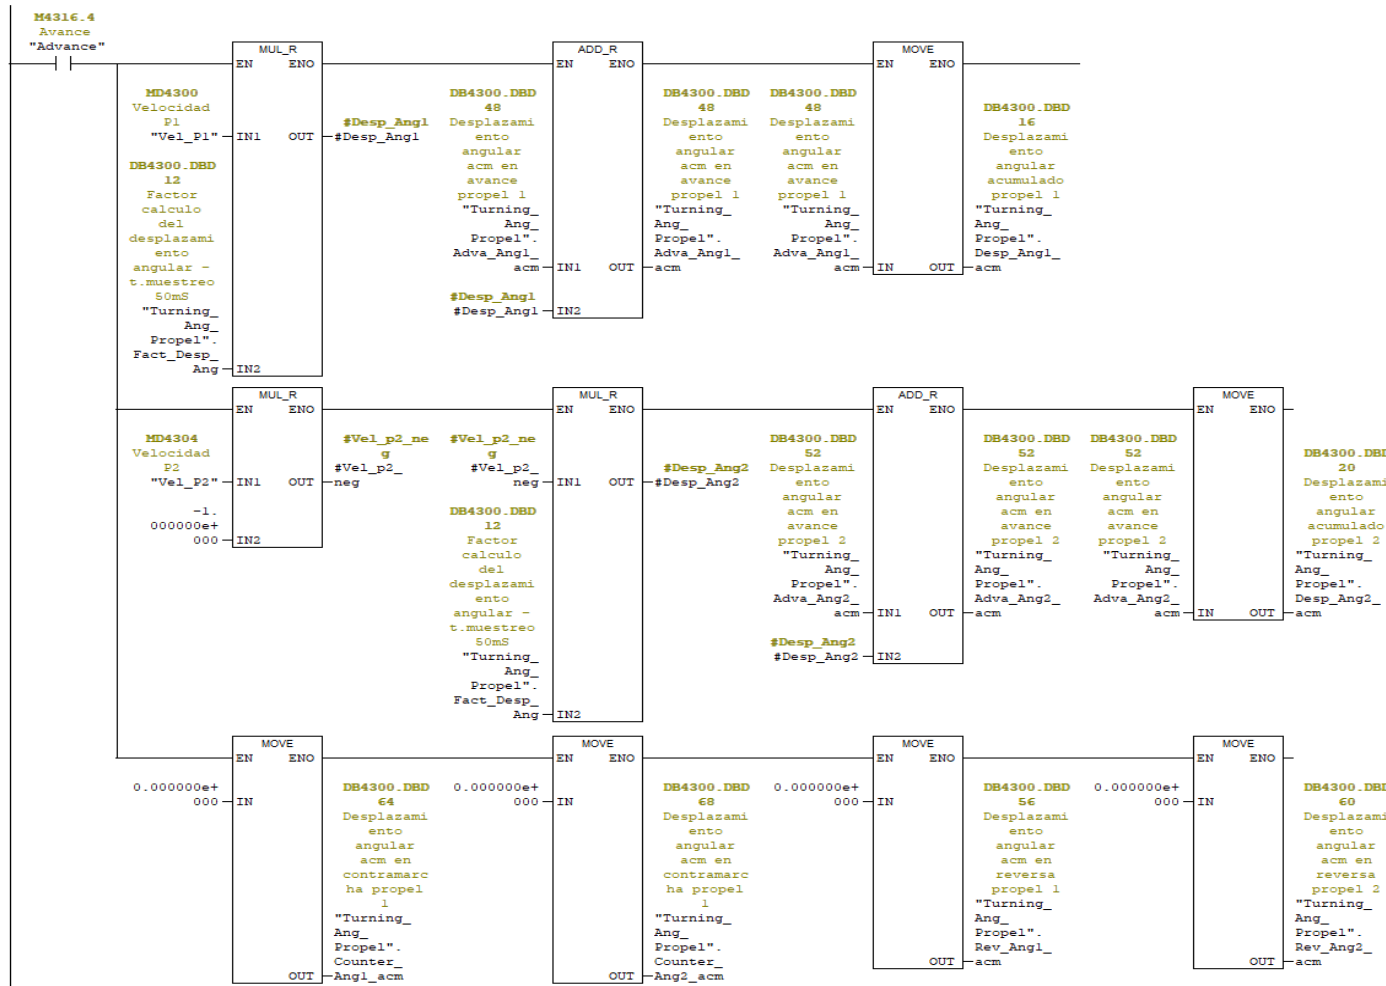 M4316.4
Avance
"Advance"
MUL_R
EN ENO
MD4300
Velocidad
P1
"Vel_P1"
IN1 OUT
#Desp_Ang1
#Desp_Ang1
DB4300.DBD
12
Factor
calculo
del
desplazami
ento
angular -
t.muestreo
50mS
"Turning_
Ang_
Propel".
Fact_Desp_
Ang
IN2
ADD_R
EN ENO
DB4300.DBD
48
Desplazami
ento
angular
acm en
avance
propel 1
"Turning_
Ang_
Propel".
Adva_Ang1_
acm
IN1 OUT
#Desp_Ang1
#Desp_Ang1
IN2
DB4300.DBD
48
Desplazami
ento
angular
acm en
avance
propel 1
"Turning_
Ang_
Propel".
Adva_Ang1_
acm
MOVE
EN ENO
DB4300.DBD
48
Desplazami
ento
angular
acm en
avance
propel 1
"Turning_
Ang_
Propel".
Adva_Ang1_
acm
IN OUT
DB4300.DBD
16
Desplazami
ento
angular
acumulado
propel 1
"Turning_
Ang_
Propel".
Desp_Ang1_
acm
MUL_R
EN ENO
MD4304
Velocidad
P2
"Vel_P2"
IN1 OUT
-1.
000000e+
000
IN2
#Vel_p2_ne
g
#Vel_p2_
neg
MUL_R
EN ENO
#Vel_p2_ne
g
#Vel_p2_
neg
IN1 OUT
DB4300.DBD
12
Factor
calculo
del
desplazami
ento
angular -
t.muestreo
50mS
"Turning_
Ang_
Propel".
Fact_Desp_
Ang
IN2
#Desp_Ang2
#Desp_Ang2
ADD_R
EN ENO
DB4300.DBD
52
Desplazami
ento
angular
acm en
avance
propel 2
"Turning_
Ang_
Propel".
Adva_Ang2_
acm
IN1 OUT
#Desp_Ang2
#Desp_Ang2
IN2
DB4300.DBD
52
Desplazami
ento
angular
acm en
avance
propel 2
"Turning_
Ang_
Propel".
Adva_Ang2_
acm
MOVE
EN ENO
DB4300.DBD
52
Desplazami
ento
angular
acm en
avance
propel 2
"Turning_
Ang_
Propel".
Adva_Ang2_
acm
IN OUT
DB4300.DBD
20
Desplazami
ento
angular
acumulado
propel 2
"Turning_
Ang_
Propel".
Desp_Ang2_
acm
MOVE
EN ENO
0.000000e+
000
IN
DB4300.DBD
64
Desplazami
ento
angular
acm en
contramarc
ha propel
1
"Turning_
Ang_
Propel".
Counter_
OUT
Ang1_acm
MOVE
EN ENO
0.000000e+
000
IN
DB4300.DBD
68
Desplazami
ento
angular
acm en
contramarc
ha propel
1
"Turning_
Ang_
Propel".
Counter_
OUT
Ang2_acm
MOVE
EN ENO
0.000000e+
000
IN
DB4300.DBD
56
Desplazami
ento
angular
acm en
reversa
propel 1
"Turning_
Ang_
Propel".
Rev_Ang1_
OUT
acm
MOVE
EN ENO
0.000000e+
000
IN
DB4300.DBD
60
Desplazami
ento
angular
acm en
reversa
propel 2
"Turning_
Ang_
Propel".
Rev_Ang2_
OUT
acm